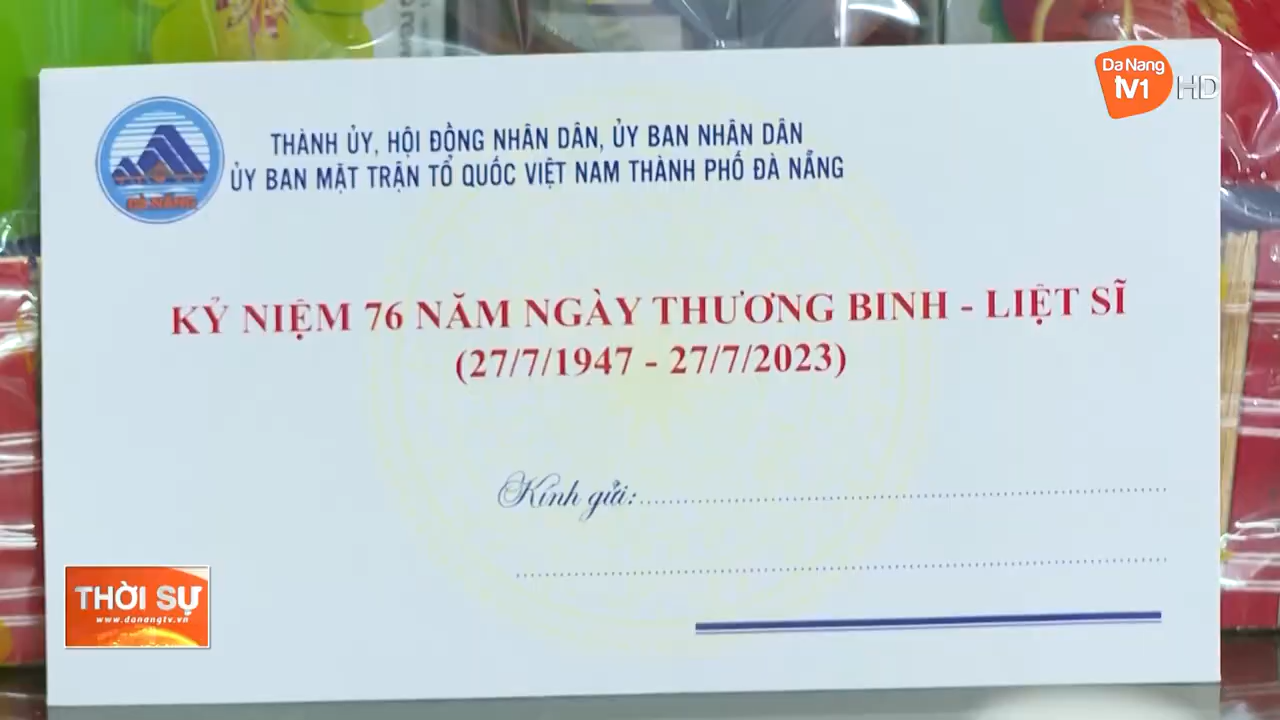 Da Nang
TV1 HD
THÀNH ỦY, HỘI ĐỒNG NHÂN DÂN, ỦY BAN NHÂN DÂN
ỦY BAN MẶT TRẬN TỔ QUỐC VIỆT NAM THÀNH PHỐ ĐÀ NẴNG
ĐÀ NẴNG
KỶ NIỆM 76 NĂM NGÀY THƯƠNG BINH - LIỆT SĨ
(27/7/1947 - 27/7/2023)
Kính gửi:
THỜI SỰ
www.danangtv.vn